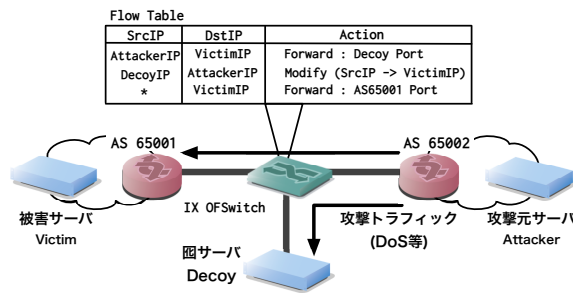 Flow Table
SrcIP DstIP Action
AttackerIP VictimIP Forward : Decoy Port
DecoyIP AttackerIP Modify (SrcIP -> VictimIP)
* VictimIP Forward : AS65001 Port
AS 65001 AS 65002
IX OFSwitch
被害サーバ
Victim
攻撃トラフィック
(DoS等)
攻撃元サーバ
Attacker
囮サーバ
Decoy